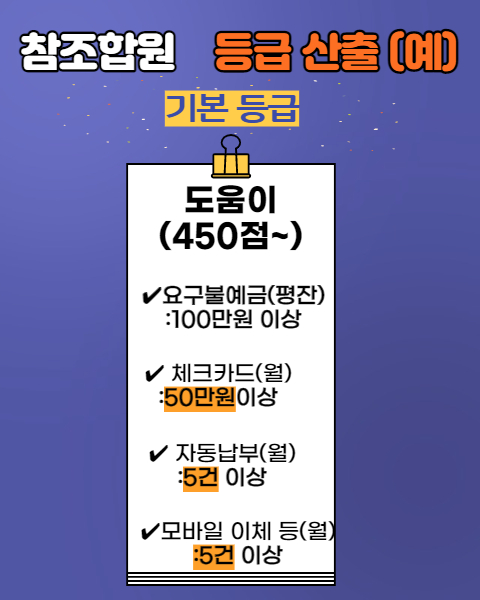 참조합원 등급 산출 (예)
기본 등급
도움이
(450점~)
✔요구불예금(평잔)
:100만원 이상
✔ 체크카드(월)
:50만원이상
✔ 자동납부(월)
:5건 이상
✔모바일 이체 등(월)
:5건 이상